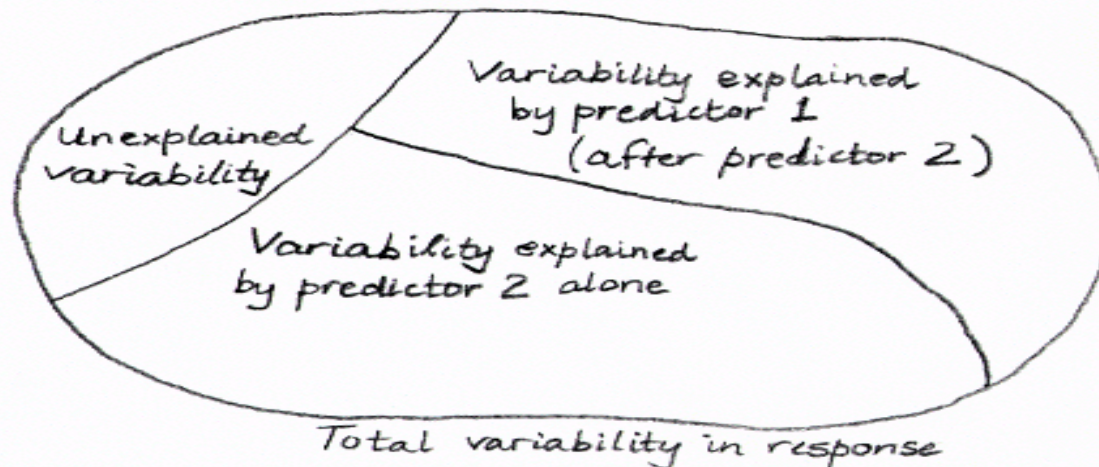 Variability explained
by predictor 1
(after predictor 2)
unexplained
variability
Variability explained
by predictor 2 alone
Total variability in response